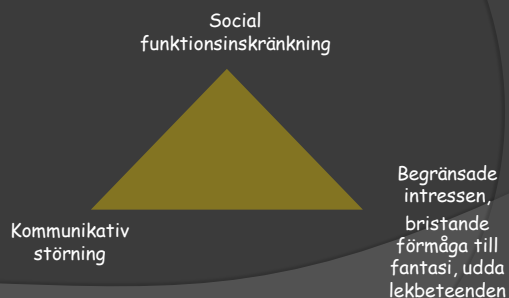 Social
funktionsinskränkning
Kommunikativ
störning
Begränsade
intressen,
bristande
förmåga till
fantasi, udda
lekbeteenden